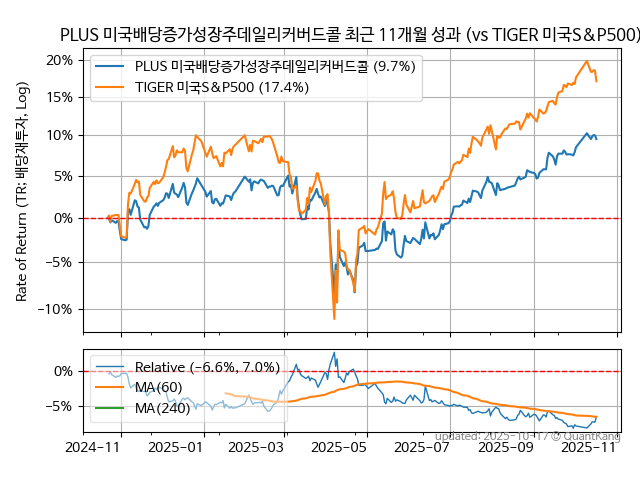 PLUS 미국배당증가성장주데일리커버드콜 최근 11개월 성과 (vs TIGER 미국S&P500)
Rate of Return (TR: 배당재투자, Log)
20%
15%
10%
5%
0%
−5%
−10%
PLUS 미국배당증가성장주데일리커버드콜 (9.7%)
TIGER 미국S&P500 (17.4%)
0%
−5%
Relative (−6.6%, 7.0%)
MA(60)
MA(240)
updated: 2025-10-17 © QuantKang
2024−11
2025−01
2025−03
2025−05
2025−07
2025−09
2025−11